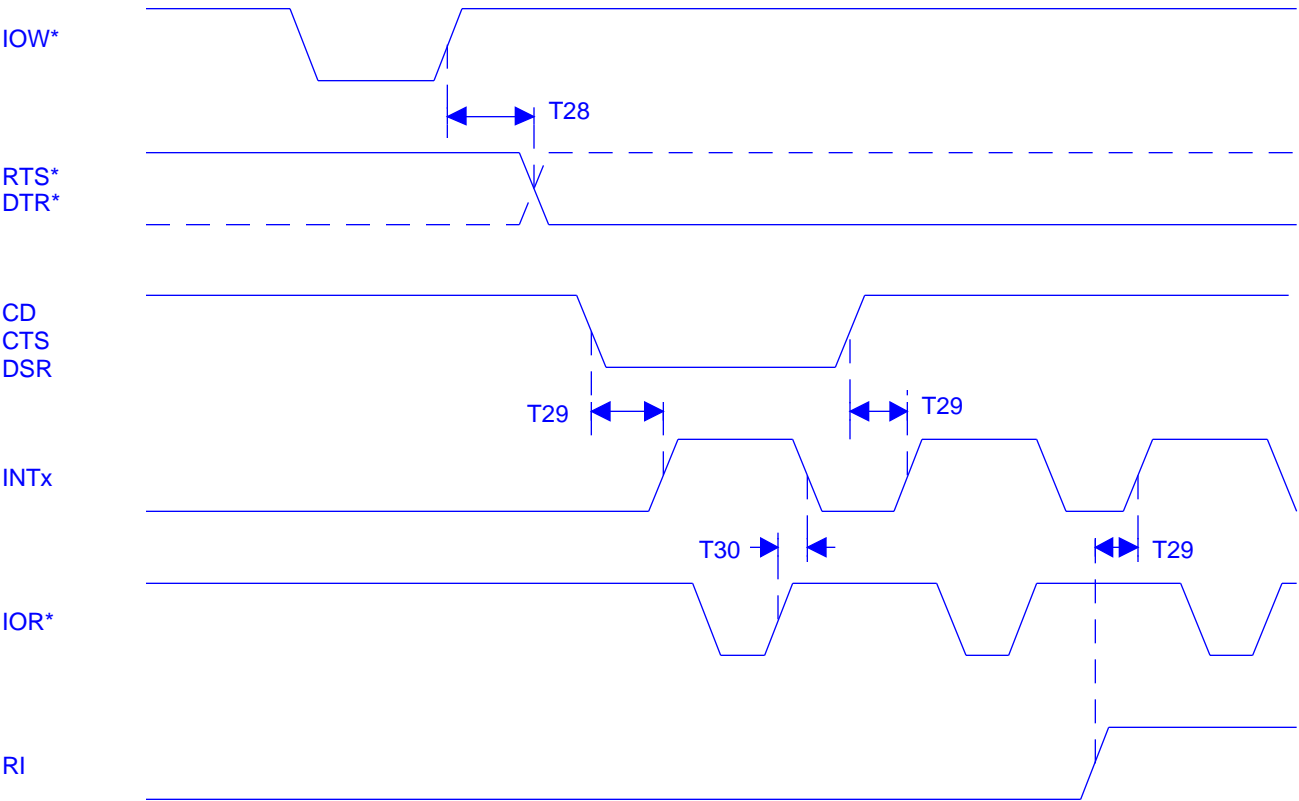 IOW*
T28
RTS*
DTR*
CD
CTS
DSR
T29
T29
INTx
T30
T29
IOR*
RI